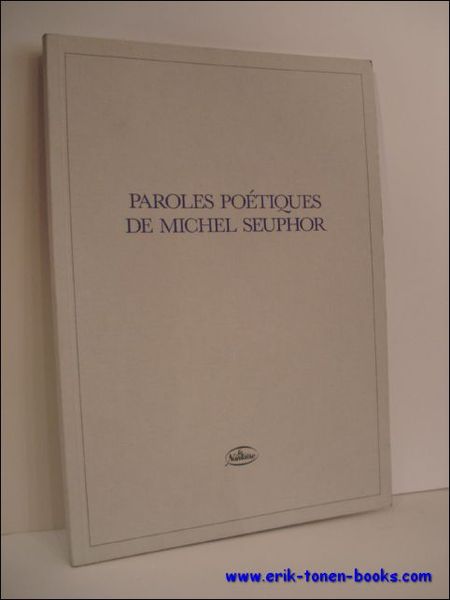 PAROLES POÉTIQUES
DE MICHEL SEUPHOR
www.erik-tonen-books.com